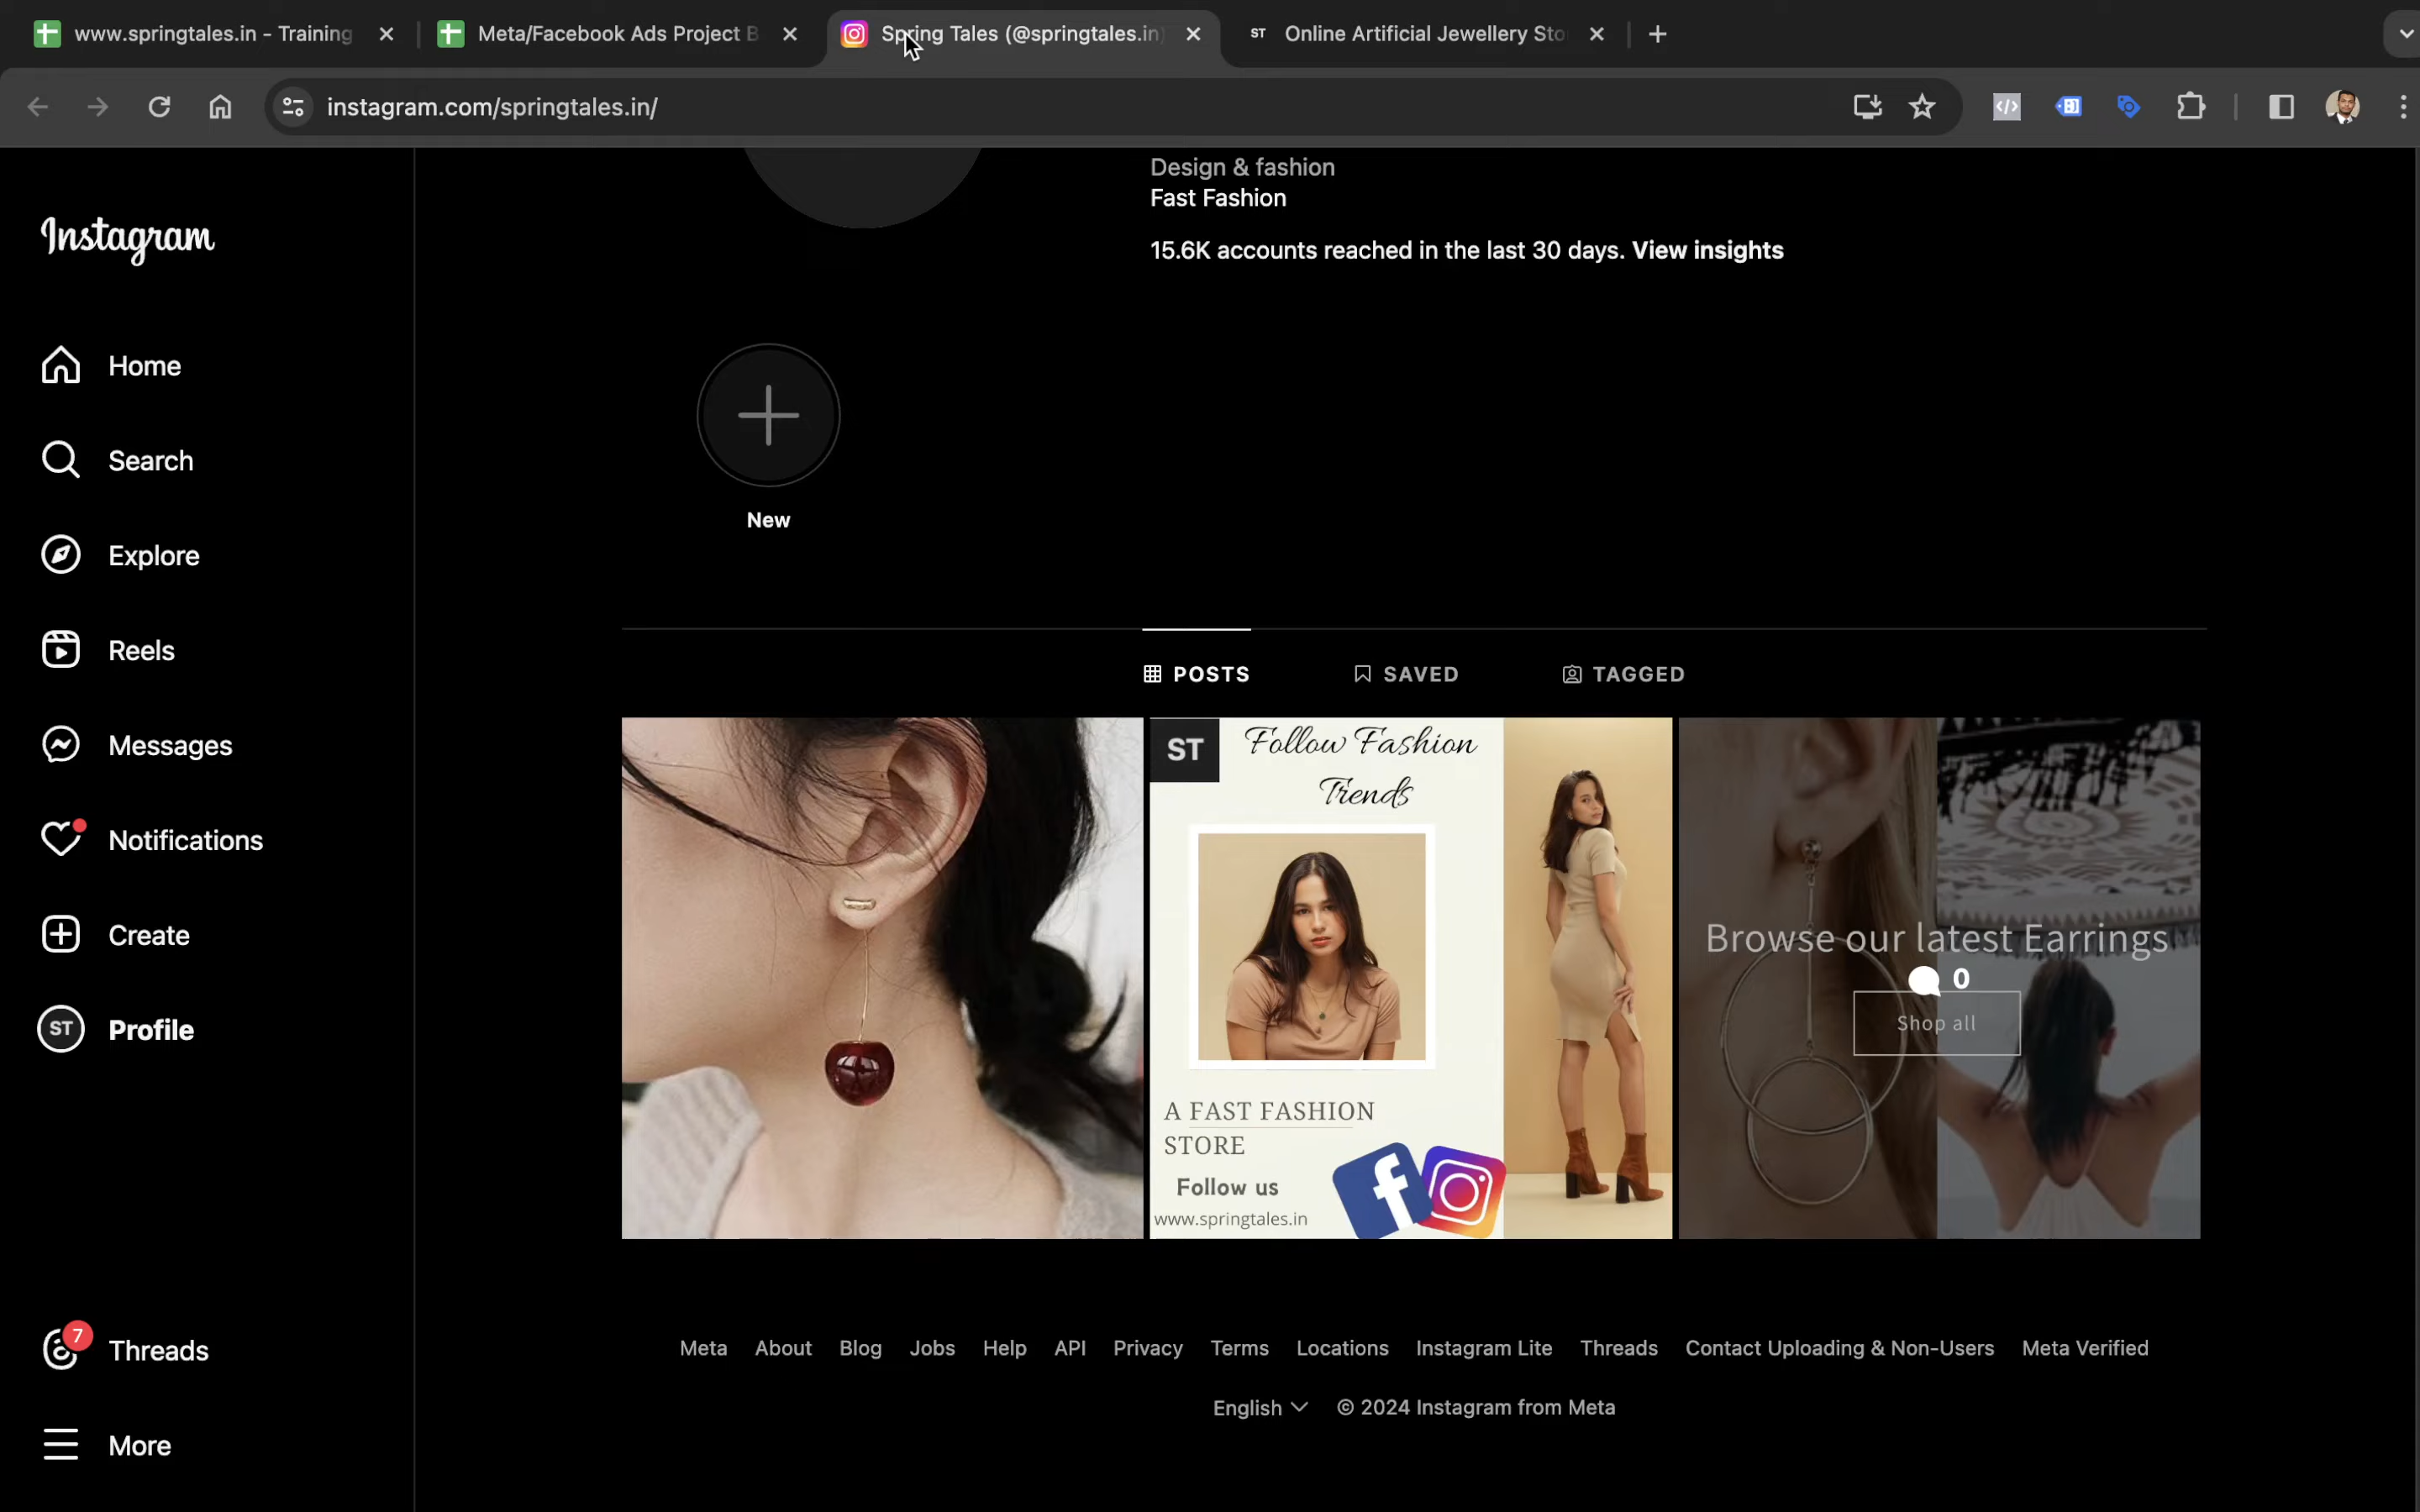 www.springtales.in - Training
Meta/Facebook Ads Project B
Spring Tales (@springtales.in)
ST Online Artificial Jewellery Sto
instagram.com/springtales.in/
Instagram
Home
Search
Explore
Reels
Messages
Notifications
Create
ST Profile
7 Threads
More
Design & fashion
Fast Fashion
15.6K accounts reached in the last 30 days. View insights
New
POSTS SAVED TAGGED
ST
Follow Fashion
Trends
A FAST FASHION
STORE
Follow us
www.springtales.in
Browse our latest Earrings
0
Shop all
Meta About Blog Jobs Help API Privacy Terms Locations Instagram Lite Threads Contact Uploading & Non-Users Meta Verified
English © 2024 Instagram from Meta